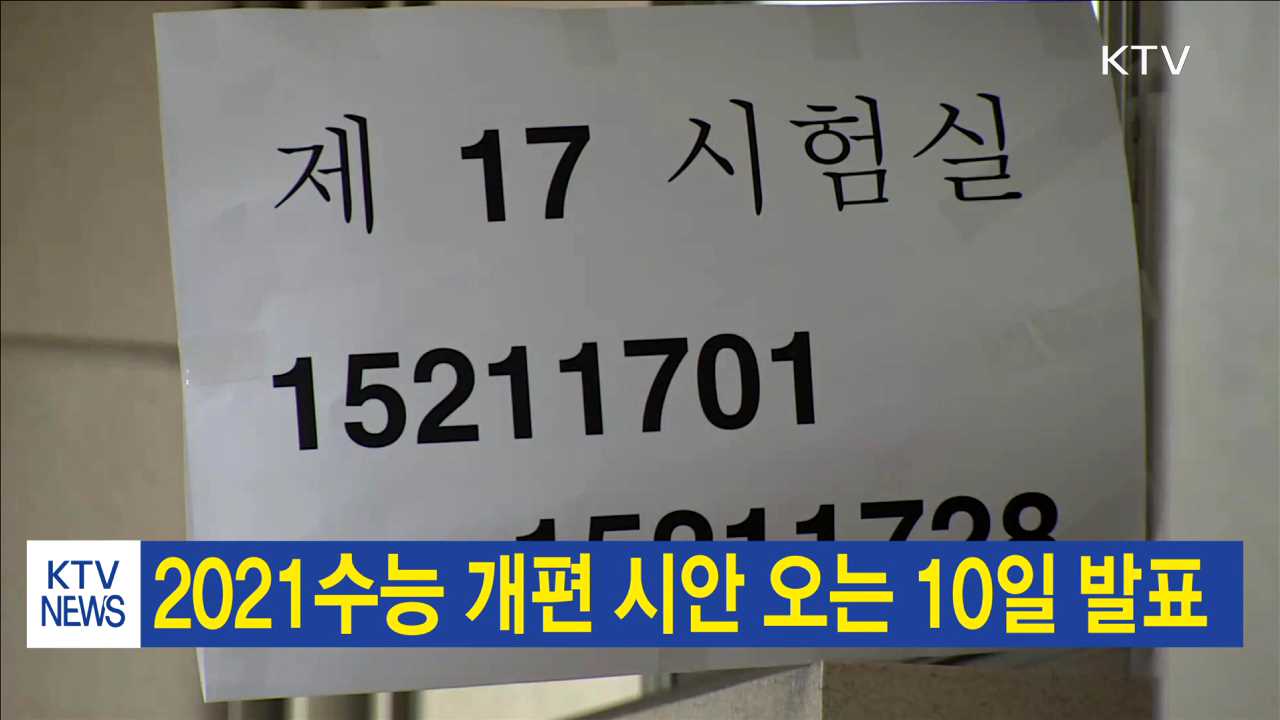 KTV
제 17 시험실
15211701
15211728
KTV NEWS
2021수능 개편 시안 오는 10일 발표